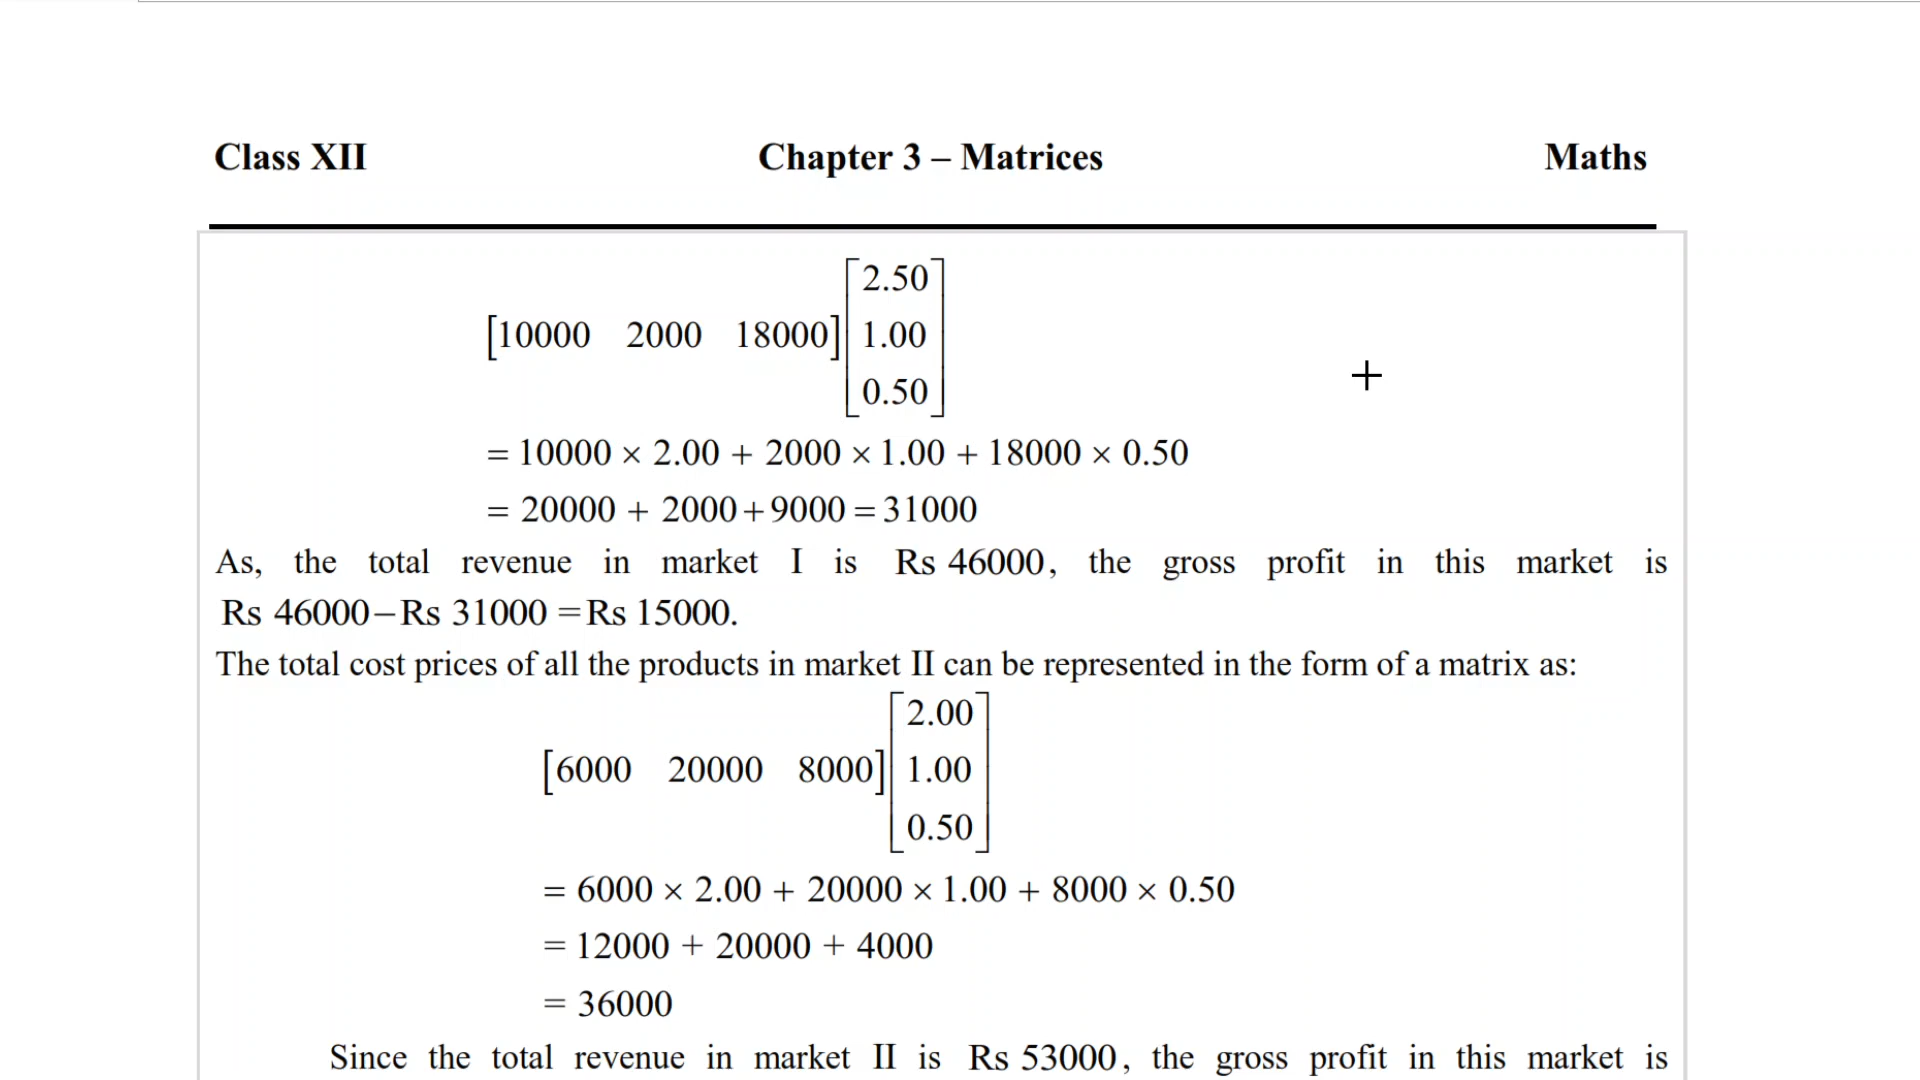 Class XII Chapter 3 – Matrices Maths
[10000 2000 18000] [2.50
1.00
0.50]
= 10000 × 2.00 + 2000 × 1.00 + 18000 × 0.50
= 20000 + 2000+9000 = 31000
As, the total revenue in market I is Rs 46000, the gross profit in this market is
Rs 46000–Rs 31000 =Rs 15000.
The total cost prices of all the products in market II can be represented in the form of a matrix as:
[6000 20000 8000] [2.00
1.00
0.50]
= 6000 × 2.00 + 20000 × 1.00 + 8000 × 0.50
= 12000 + 20000 + 4000
= 36000
Since the total revenue in market II is Rs 53000, the gross profit in this market is